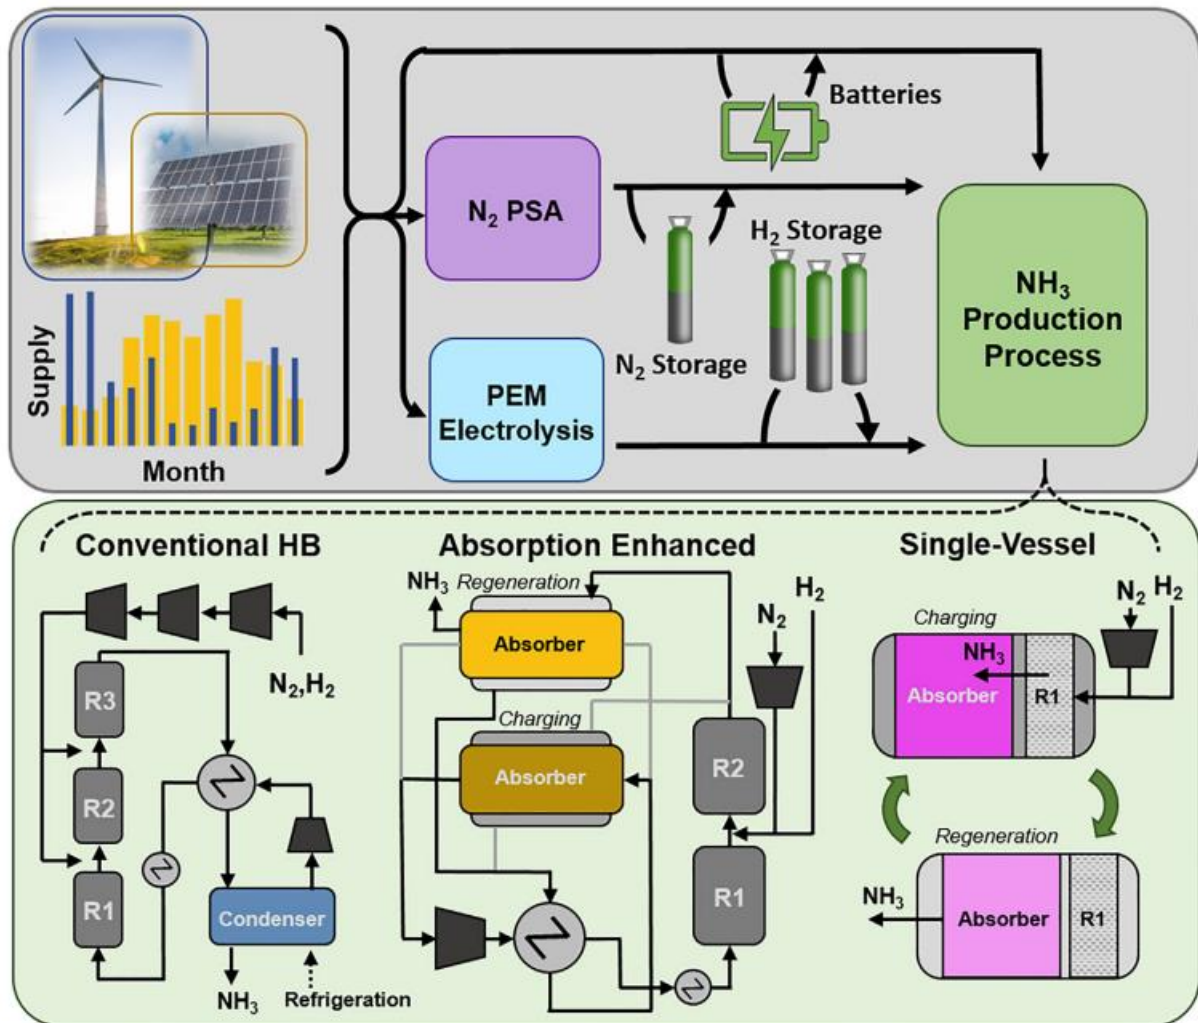 Batteries
N₂ PSA
H₂ Storage
NH₃
Production
Process
N₂ Storage
PEM
Electrolysis
Supply
Month
Conventional HB
N₂,H₂
R3
R2
R1
Condenser
NH₃
Refrigeration
Absorption Enhanced
NH₃
Regeneration
Absorber
Charging
Absorber
N₂
H₂
R2
R1
Single-Vessel
N₂
H₂
Charging
NH₃
Absorber
R1
Regeneration
NH₃
Absorber
R1